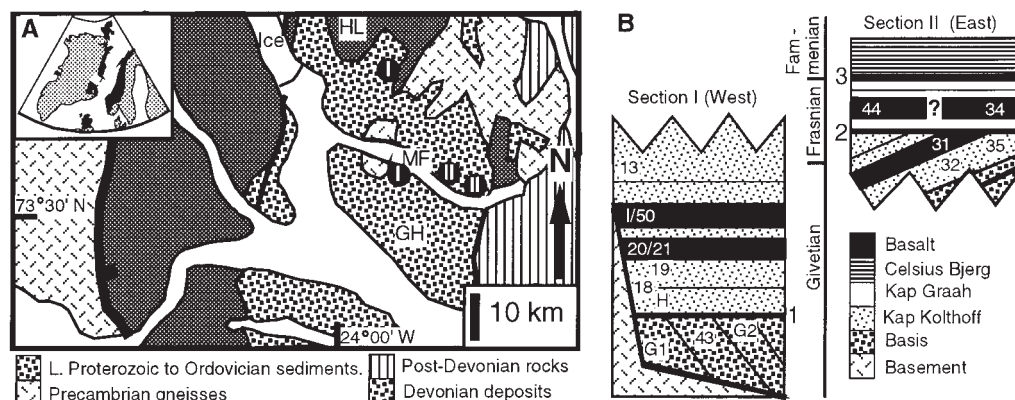 A
Ice
HL
I
MF
I
II
III
N
73°30' N
GH
10 km
24°00' W
L. Proterozoic to Ordovician sediments.
Precambrian gneisses
Post-Devonian rocks
Devonian deposits
B
Section I (West)
13
I/50
20/21
19
18
H
G1
43
G2
1
Givetian
Frasnian
Fam-
menian
Section II (East)
3
44
?
34
2
31
35
32
Basalt
Celsius Bjerg
Kap Graah
Kap Kolthoff
Basis
Basement